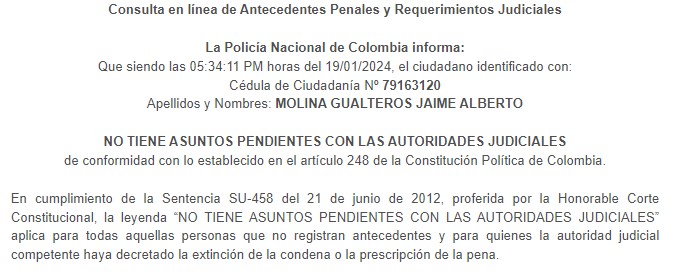 Consulta en línea de Antecedentes Penales y Requerimientos Judiciales
La Policía Nacional de Colombia informa:
Que siendo las 05:34:11 PM horas del 19/01/2024, el ciudadano identificado con:
Cédula de Ciudadanía Nº 79163120
Apellidos y Nombres: MOLINA GUALTEROS JAIME ALBERTO
NO TIENE ASUNTOS PENDIENTES CON LAS AUTORIDADES JUDICIALES
de conformidad con lo establecido en el artículo 248 de la Constitución Política de Colombia.
En cumplimiento de la Sentencia SU-458 del 21 de junio de 2012, proferida por la Honorable Corte
Constitucional, la leyenda “NO TIENE ASUNTOS PENDIENTES CON LAS AUTORIDADES JUDICIALES”
aplica para todas aquellas personas que no registran antecedentes y para quienes la autoridad judicial
competente haya decretado la extinción de la condena o la prescripción de la pena.